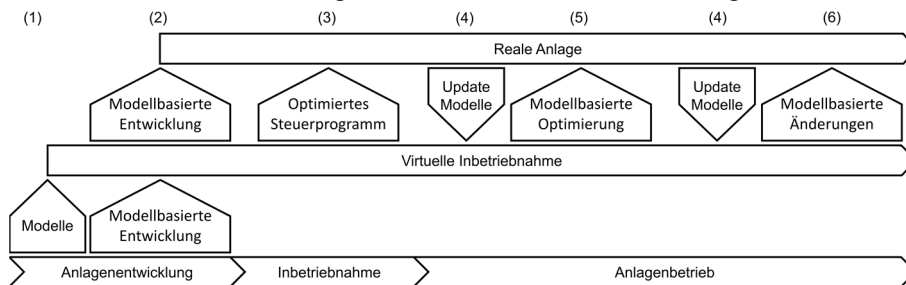 (1) (2) (3) (4) (5) (4) (6)
Reale Anlage
Modellbasierte
Entwicklung
Optimiertes
Steuerprogramm
Update
Modelle
Modellbasierte
Optimierung
Update
Modelle
Modellbasierte
Änderungen
Virtuelle Inbetriebnahme
Modelle
Modellbasierte
Entwicklung
Anlagenentwicklung
Inbetriebnahme
Anlagenbetrieb